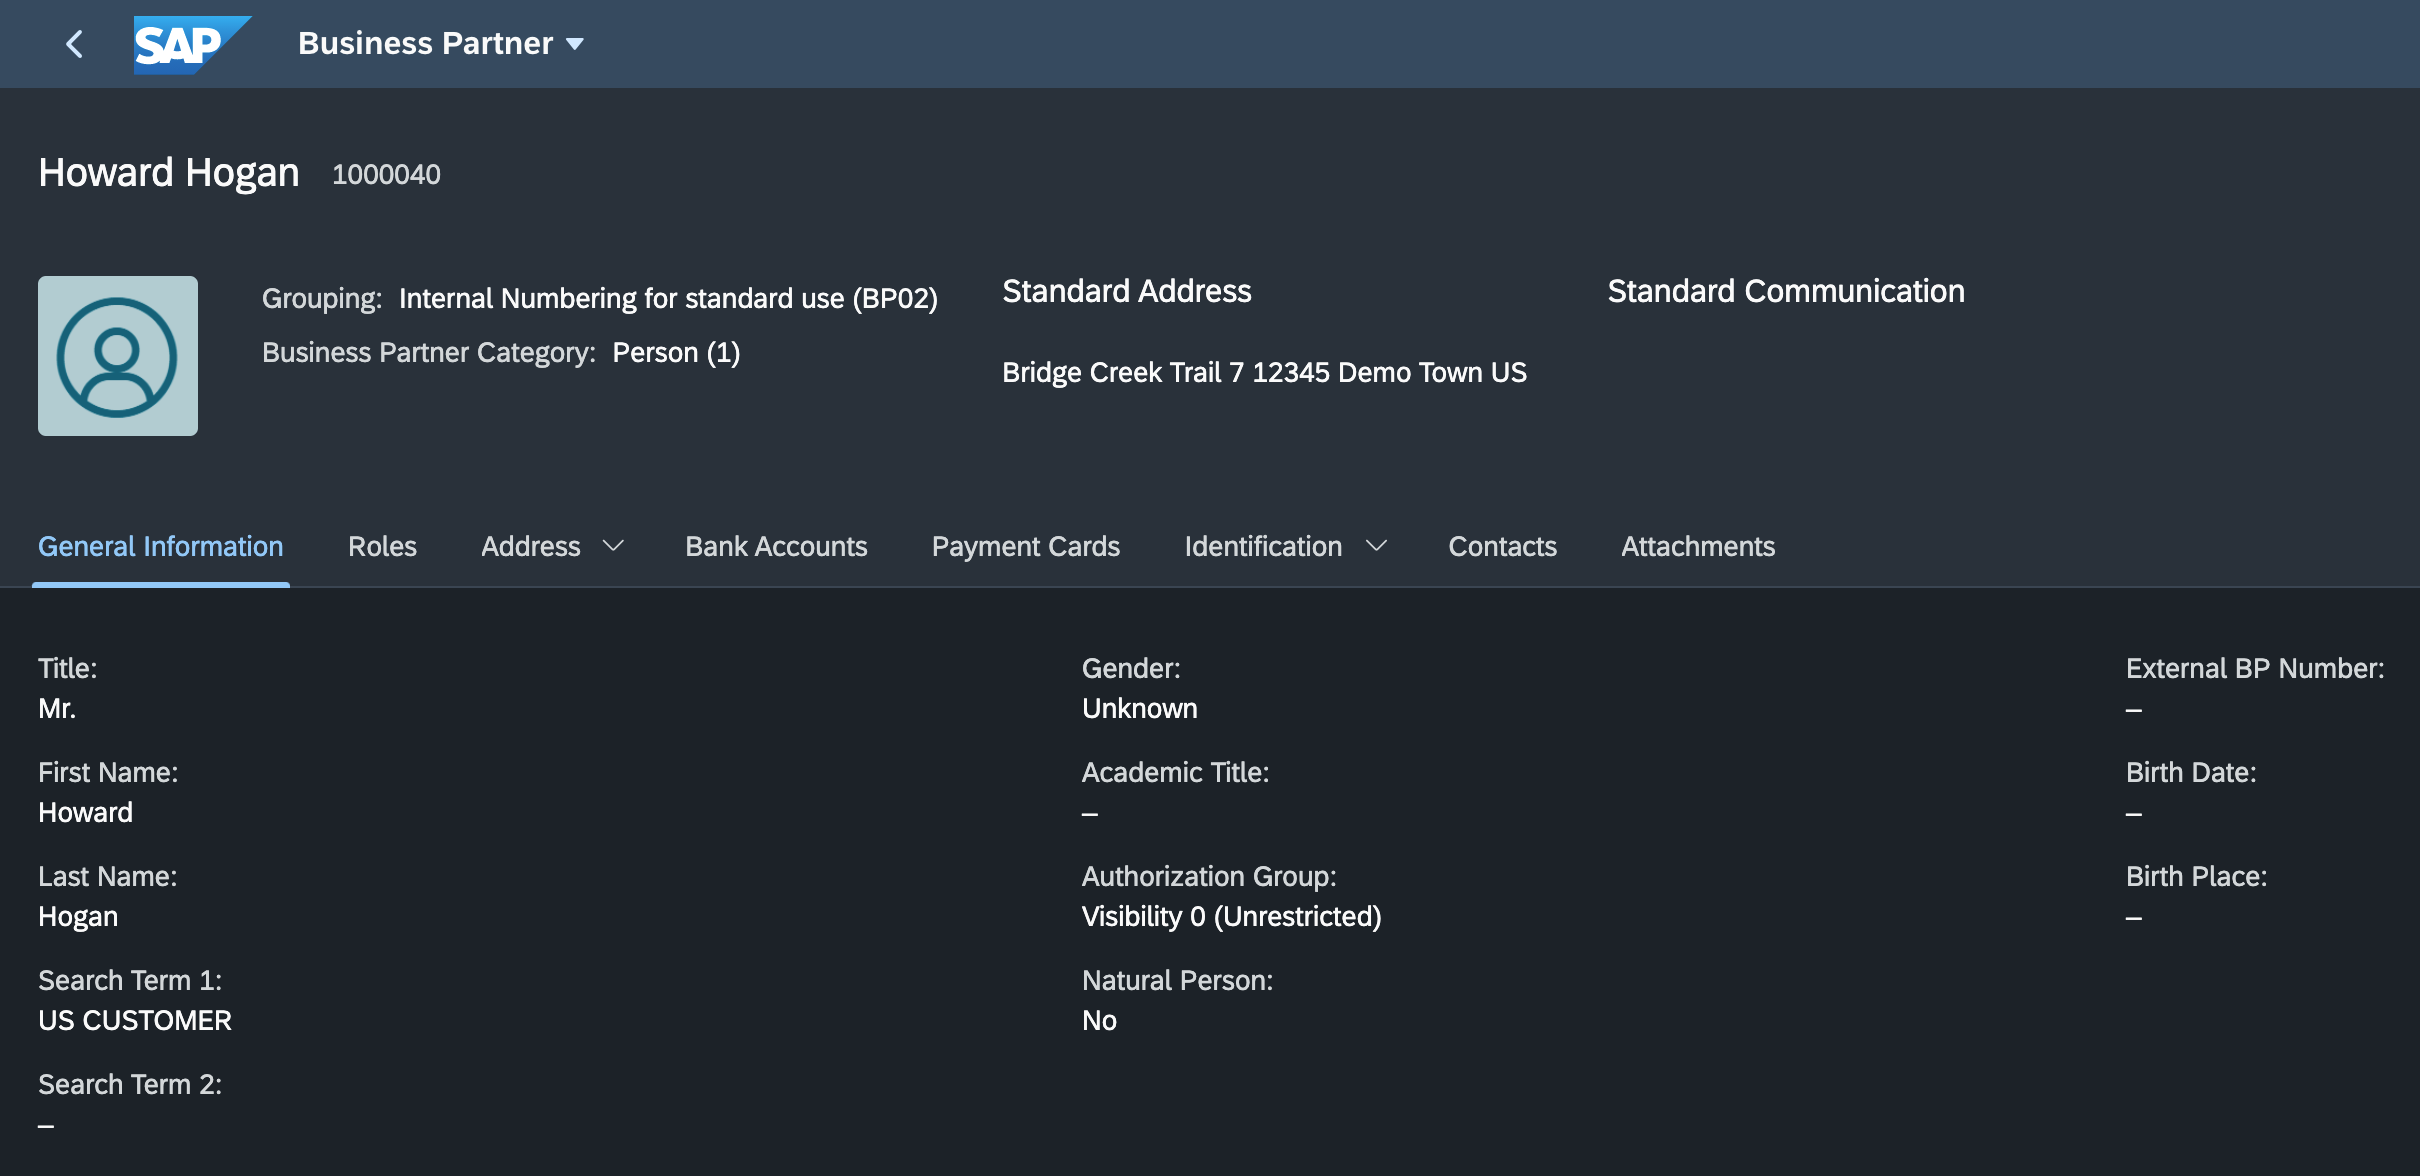 SAP Business Partner
Howard Hogan 1000040
Grouping: Internal Numbering for standard use (BP02)
Business Partner Category: Person (1)
Standard Address
Bridge Creek Trail 7 12345 Demo Town US
Standard Communication
General Information Roles Address Bank Accounts Payment Cards Identification Contacts Attachments
Title:
Mr.
First Name:
Howard
Last Name:
Hogan
Search Term 1:
US CUSTOMER
Search Term 2:
–
Gender:
Unknown
Academic Title:
–
Authorization Group:
Visibility 0 (Unrestricted)
Natural Person:
No
External BP Number:
–
Birth Date:
–
Birth Place:
–